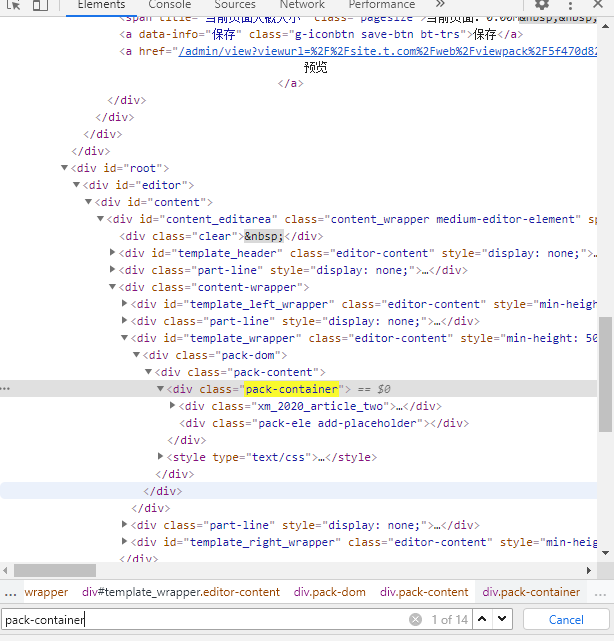 Elements Console Sources Network Performance »
<span title="当前页面大概大小" class="pagesize">当前页面: 0.00M&nbsp;&nbsp;
<a data-info="保存" class="g-iconbtn save-btn bt-trn">保存</a>
<a href="/admin/view?viewurl=%2F%2Fsite.t.com%2Fweb%2Fviewpack%2F5f470d82
预览
</a>
</div>
</div>
</div>
</div>
<div id="root">
<div id="editor">
<div id="content">
<div id="content_editarea" class="content_wrapper medium-editor-element" sp
<div class="clear">&nbsp;</div>
<div id="template_header" class="editor-content" style="display: none;">…
<div class="part-line" style="display: none;">…</div>
<div class="content-wrapper">
<div id="template_left_wrapper" class="editor-content" style="min-heigh
<div class="part-line" style="display: none;">…</div>
<div id="template_wrapper" class="editor-content" style="min-height: 50
<div class="pack-dom">
<div class="pack-content">
… <div class="pack-container"> == $0
<div class="xm_2020_article_two">…</div>
<div class="pack-ele add-placeholder"></div>
</div>
<style type="text/css">…</style>
</div>
</div>
</div>
<div class="part-line" style="display: none;">…</div>
<div id="template_right_wrapper" class="editor-content" style="min-heig
</div>
… wrapper div#template_wrapper.editor-content div.pack-dom div.pack-content div.pack-container …
pack-container 1 of 14 Cancel